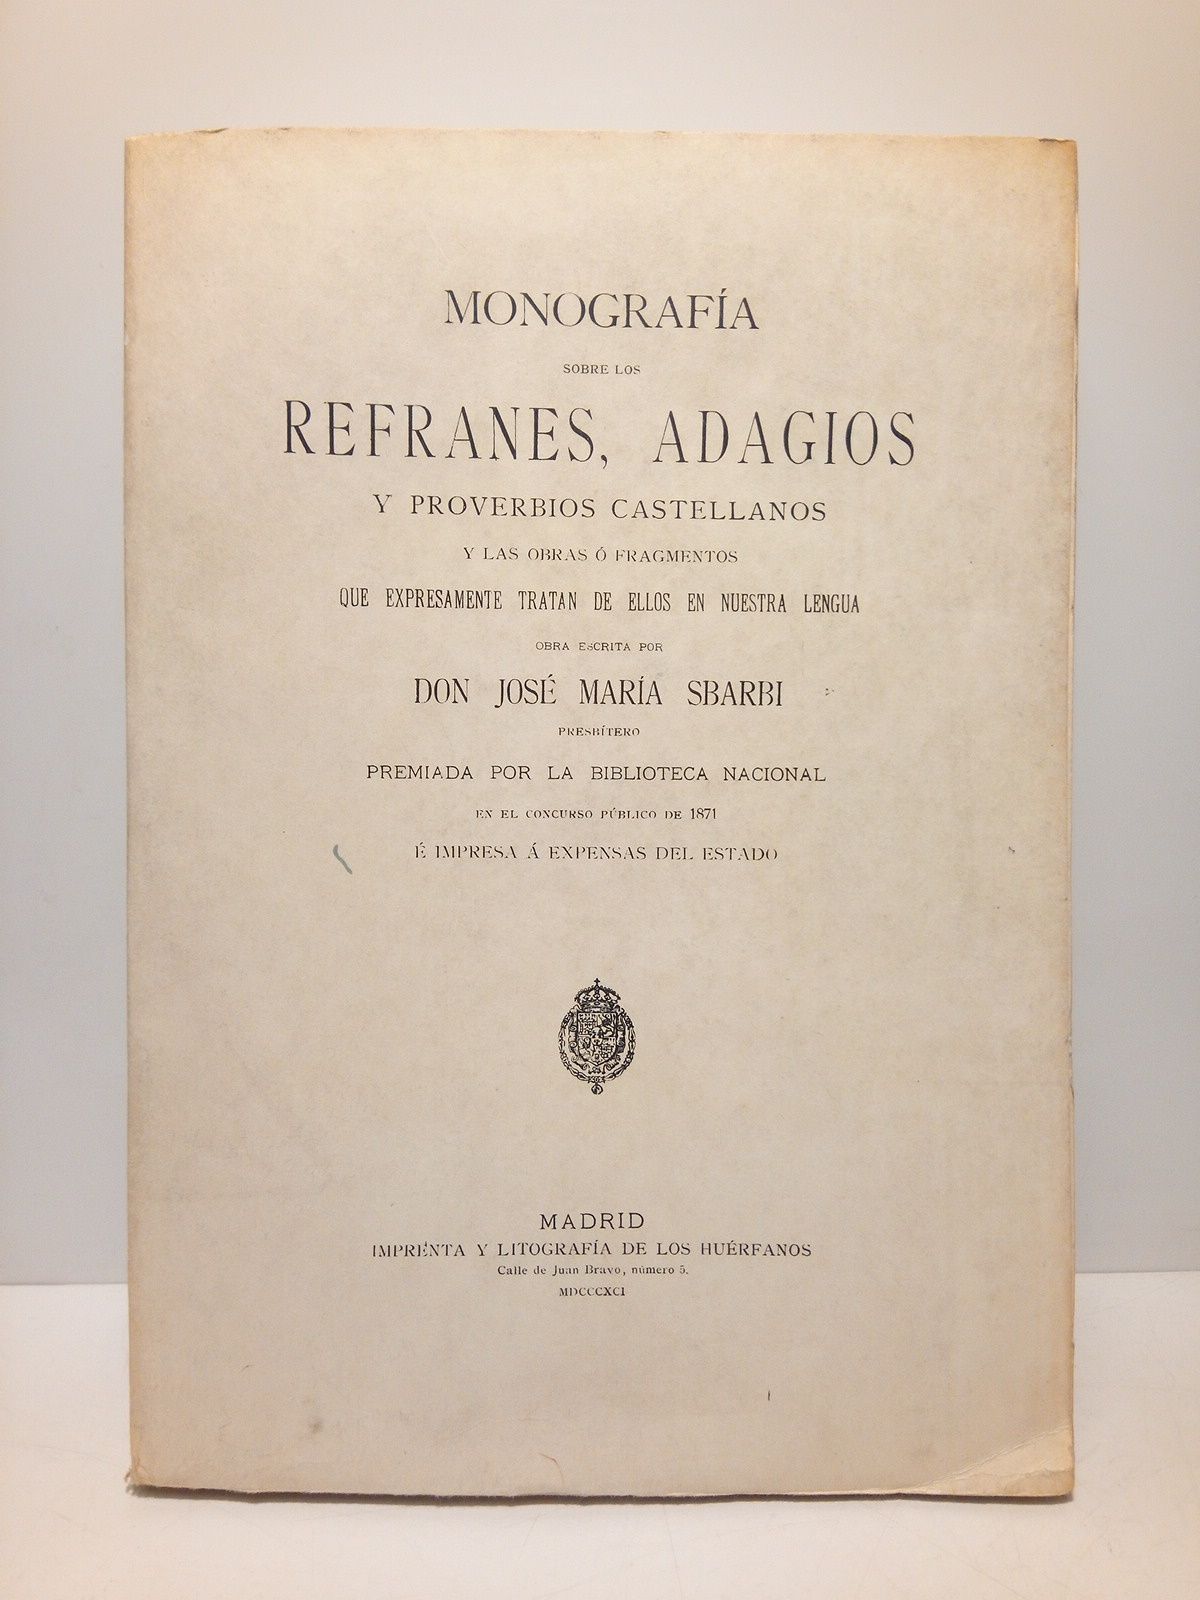 MONOGRAFÍA
SOBRE LOS
REFRANES, ADAGIOS
Y PROVERBIOS CASTELLANOS
Y LAS OBRAS Ó FRAGMENTOS
QUE EXPRESAMENTE TRATAN DE ELLOS EN NUESTRA LENGUA
OBRA ESCRITA POR
DON JOSÉ MARÍA SBARBI
PRESBÍTERO
PREMIADA POR LA BIBLIOTECA NACIONAL
EN EL CONCURSO PÚBLICO DE 1871
É IMPRESA Á EXPENSAS DEL ESTADO
MADRID
IMPRENTA Y LITOGRAFÍA DE LOS HUÉRFANOS
Calle de Juan Bravo, número 5.
MDCCCXCI